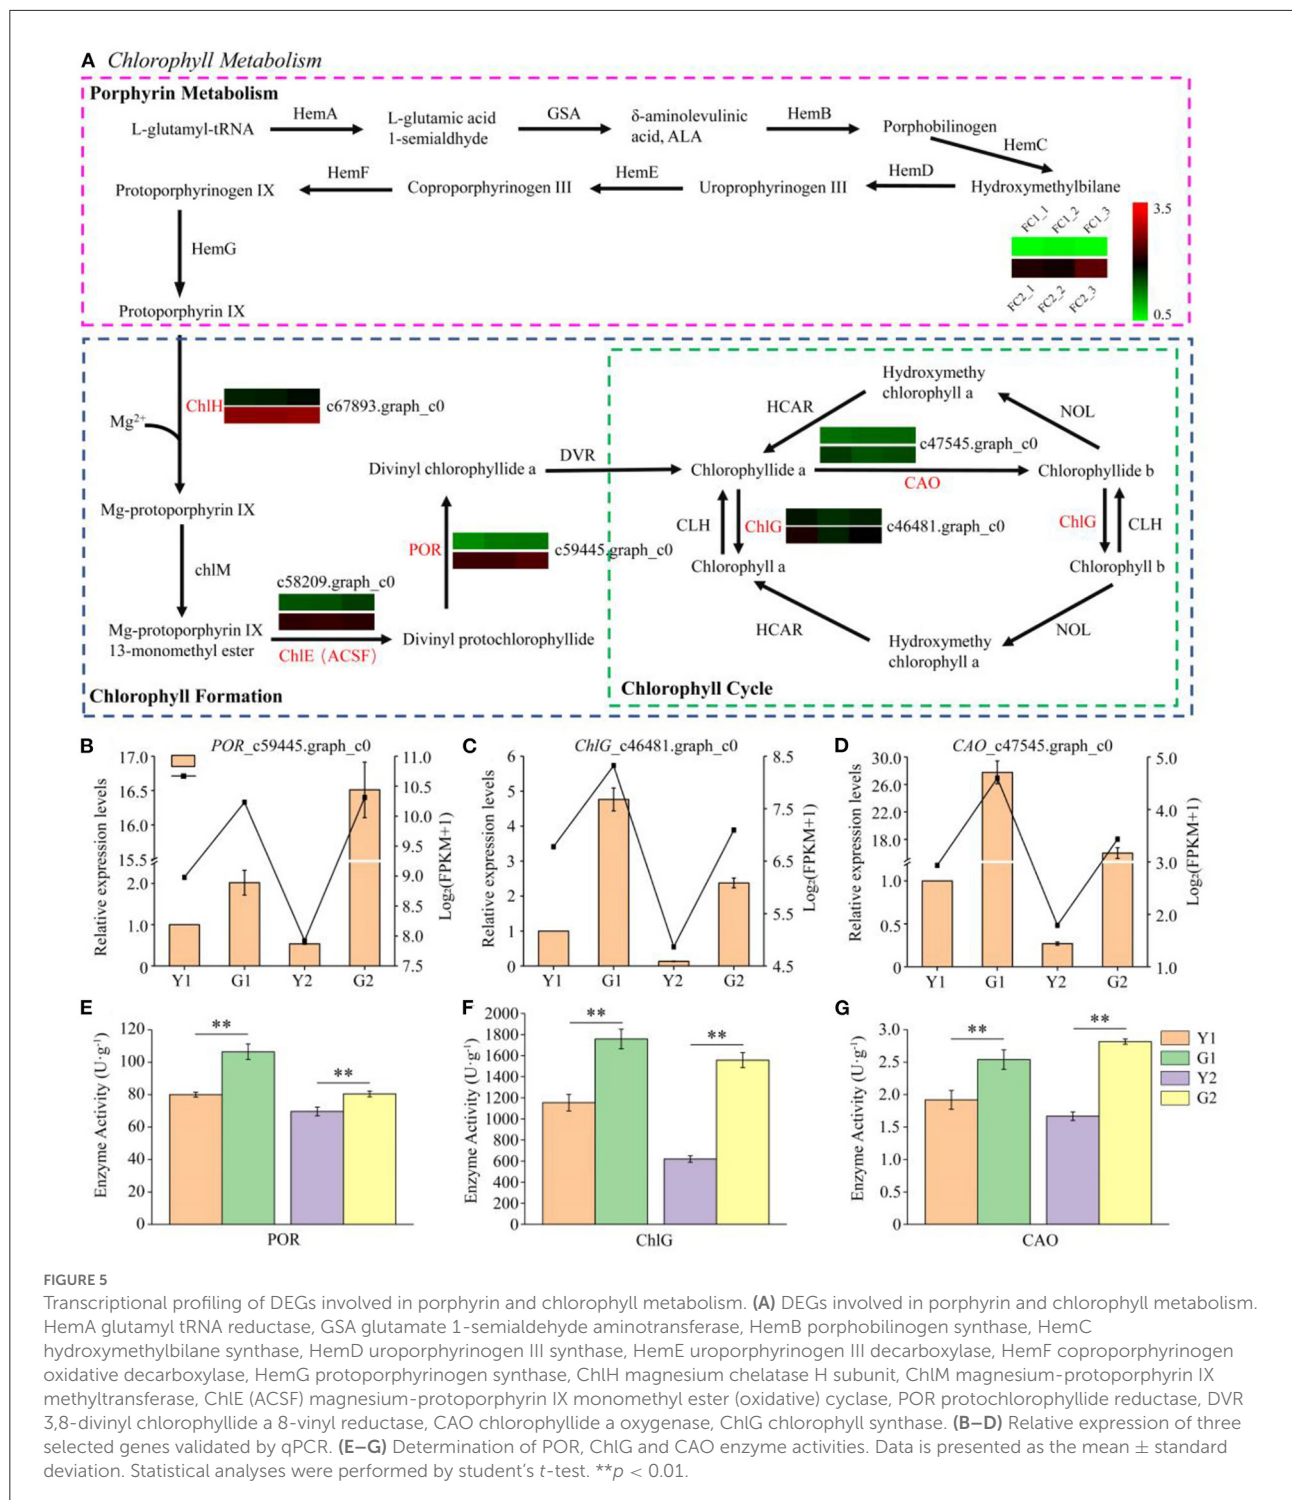 A Chlorophyll Metabolism
Porphyrin Metabolism
L-glutamyl-tRNA
HemA
L-glutamic acid
1-semialdhyde
GSA
δ-aminolevulinic
acid, ALA
HemB
Porphobilinogen
HemC
Hydroxymethylbilane
HemD
Uroprophyrinogen III
HemE
Coproporphyrinogen III
HemF
Protoporphyrinogen IX
HemG
Protoporphyrin IX
FC1_1 FC1_2 FC1_3
FC2_1 FC2_2 FC2_3
3.5
0.5
ChlH
c67893.graph_c0
Mg2+
Mg-protoporphyrin IX
chlM
Mg-protoporphyrin IX
13-monomethyl ester
c58209.graph_c0
ChlE (ACSF)
Divinyl protochlorophyllide
POR
c59445.graph_c0
Divinyl chlorophyllide a
DVR
Chlorophyllide a
Hydroxymethy
chlorophyll a
HCAR
NOL
c47545.graph_c0
CAO
Chlorophyllide b
CLH
ChlG
c46481.graph_c0
ChlG
CLH
Chlorophyll a
Chlorophyll b
HCAR
Hydroxymethy
chlorophyll a
NOL
Chlorophyll Formation
Chlorophyll Cycle
B POR_c59445.graph_c0
Relative expression levels
17.0
16.5
16.0
15.5
2.0
1.0
0
Log2(FPKM+1)
11.0
10.5
10.0
9.0
8.0
7.5
Y1 G1 Y2 G2
C ChlG_c46481.graph_c0
Relative expression levels
6
5
4
3
2
1
0
Log2(FPKM+1)
8.5
7.5
6.5
5.5
4.5
Y1 G1 Y2 G2
D CAO_c47545.graph_c0
Relative expression levels
30.0
26.0
22.0
18.0
1.0
0.5
0
Log2(FPKM+1)
5.0
4.0
3.0
2.0
1.0
Y1 G1 Y2 G2
E
Enzyme Activity (U·g-1)
120
100
80
60
40
20
0
**
**
POR
F
Enzyme Activity (U·g-1)
2000
1800
1600
1400
1200
1000
800
600
400
200
0
**
**
ChlG
G
Enzyme Activity (U·g-1)
3.0
2.5
2.0
1.5
1.0
0.5
0
**
**
CAO
Y1
G1
Y2
G2
FIGURE 5
Transcriptional profiling of DEGs involved in porphyrin and chlorophyll metabolism. (A) DEGs involved in porphyrin and chlorophyll metabolism.
HemA glutamyl tRNA reductase, GSA glutamate 1-semialdehyde aminotransferase, HemB porphobilinogen synthase, HemC
hydroxymethylbilane synthase, HemD uroporphyrinogen III synthase, HemE uroporphyrinogen III decarboxylase, HemF coproporphyrinogen
oxidative decarboxylase, HemG protoporphyrinogen synthase, ChlH magnesium chelatase H subunit, ChlM magnesium-protoporphyrin IX
methyltransferase, ChlE (ACSF) magnesium-protoporphyrin IX monomethyl ester (oxidative) cyclase, POR protochlorophyllide reductase, DVR
3,8-divinyl chlorophyllide a 8-vinyl reductase, CAO chlorophyllide a oxygenase, ChlG chlorophyll synthase. (B–D) Relative expression of three
selected genes validated by qPCR. (E–G) Determination of POR, ChlG and CAO enzyme activities. Data is presented as the mean ± standard
deviation. Statistical analyses were performed by student's t-test. **p < 0.01.